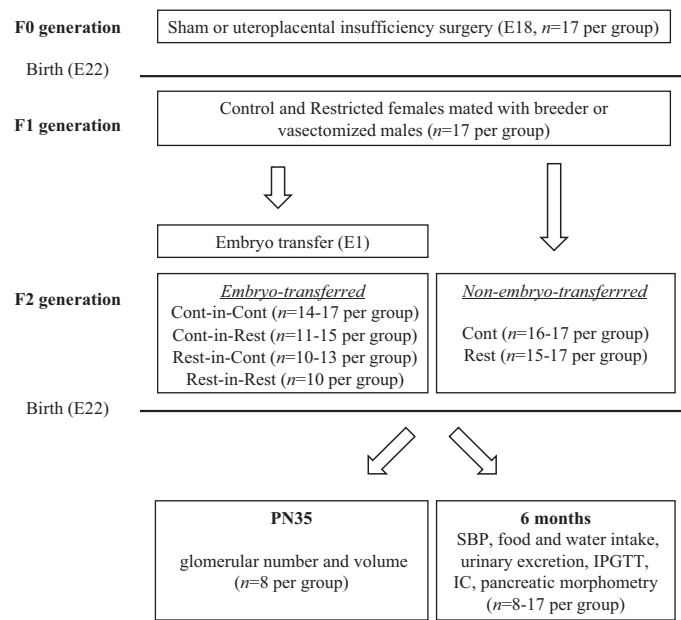 F0 generation
Sham or uteroplacental insufficiency surgery (E18, n=17 per group)
Birth (E22)
F1 generation
Control and Restricted females mated with breeder or
vasectomized males (n=17 per group)
Embryo transfer (E1)
F2 generation
Embryo-transferred
Cont-in-Cont (n=14-17 per group)
Cont-in-Rest (n=11-15 per group)
Rest-in-Cont (n=10-13 per group)
Rest-in-Rest (n=10 per group)
Non-embryo-transferrred
Cont (n=16-17 per group)
Rest (n=15-17 per group)
Birth (E22)
PN35
glomerular number and volume
(n=8 per group)
6 months
SBP, food and water intake,
urinary excretion, IPGTT,
IC, pancreatic morphometry
(n=8-17 per group)